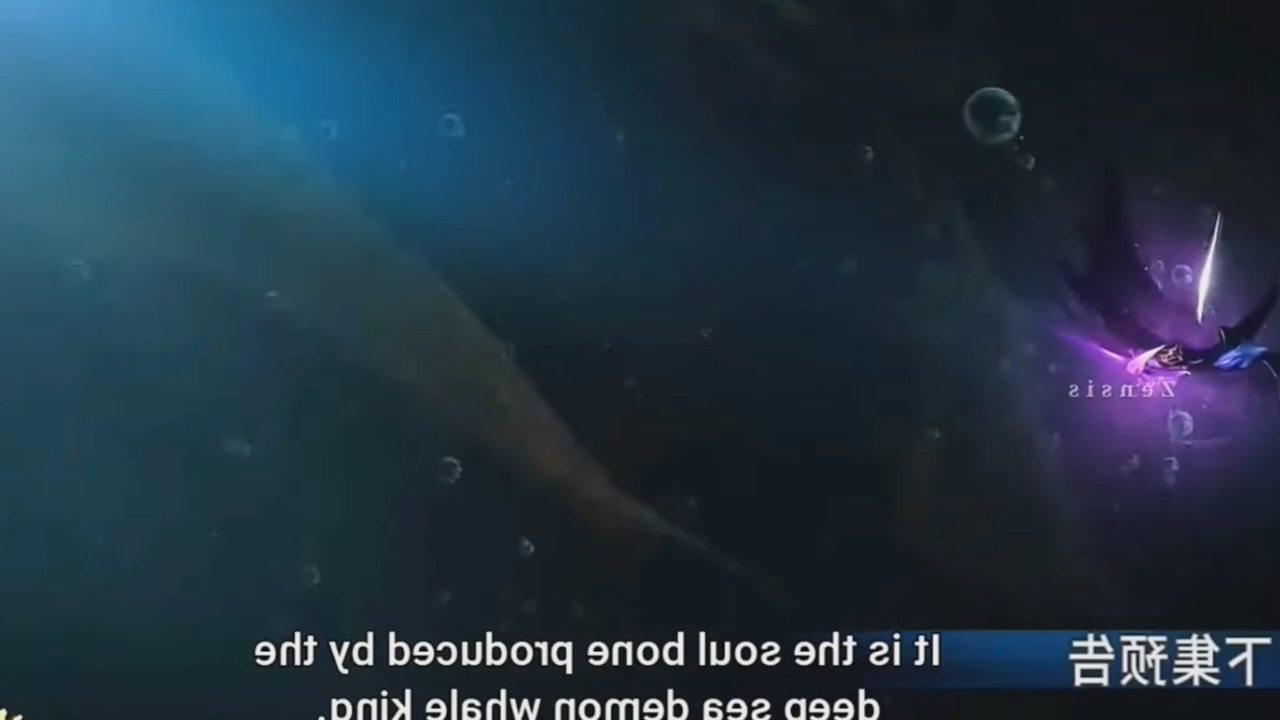 Zensis
下集预告
It is the soul bone produced by the
deep sea demon whale king.